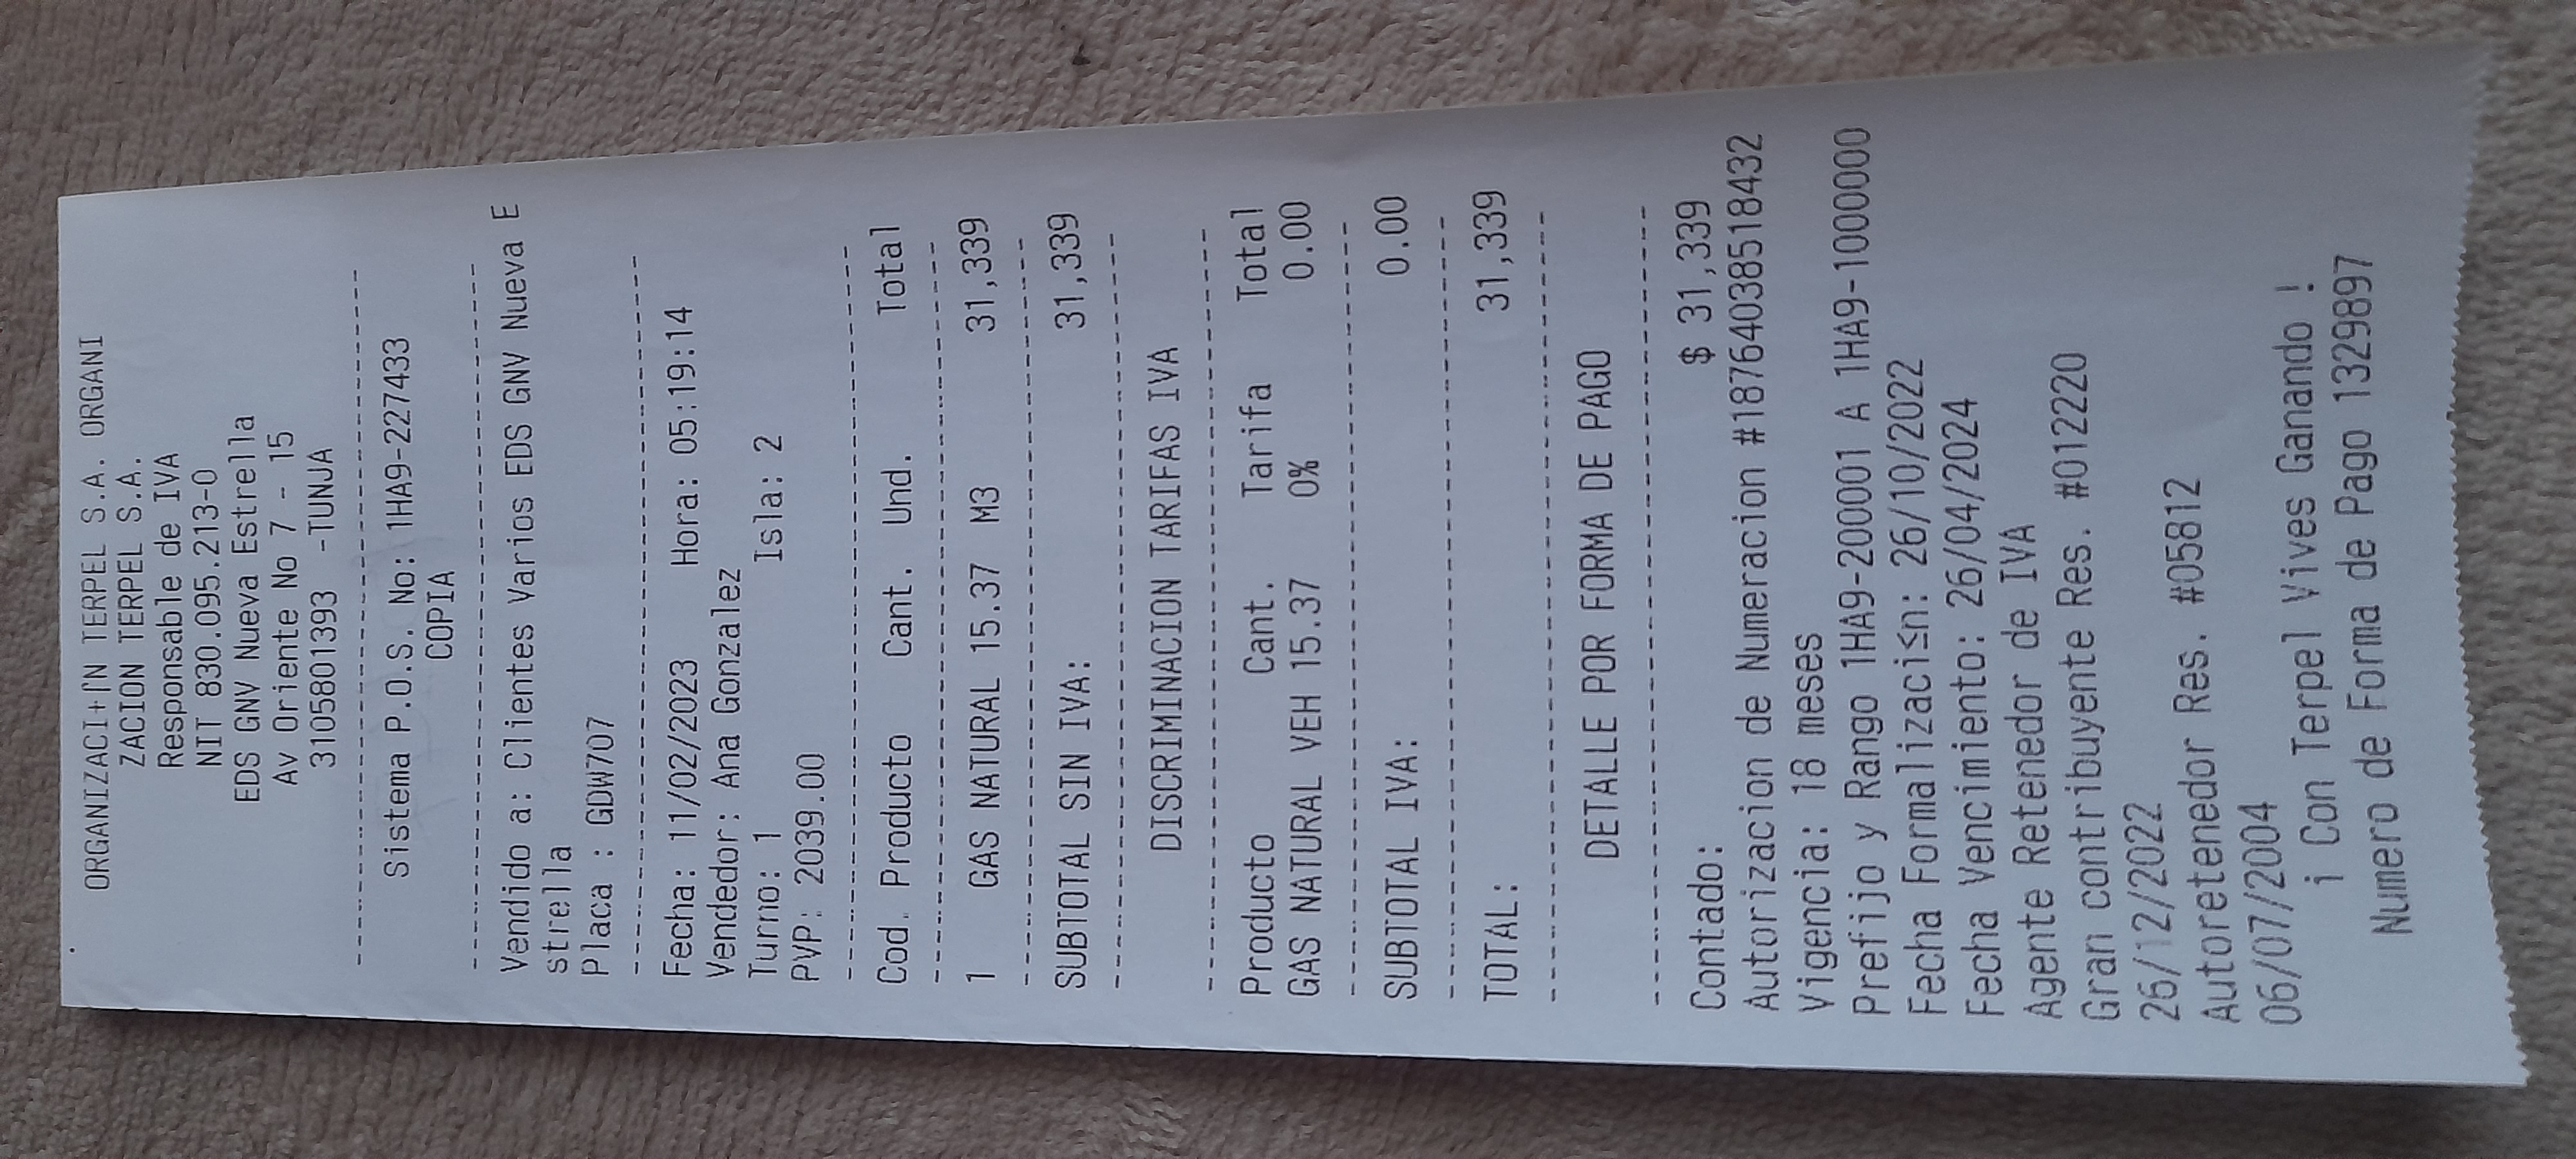 ORGANIZACI+ÍN TERPEL S.A. ORGANI
ZACION TERPEL S.A.
Responsable de IVA
NIT 830.095.213-0
EDS GNV Nueva Estrella
Av Oriente No 7 - 15
3105801393 -TUNJA
Sistema P.O.S. No: 1HA9-227433
COPIA
Vendido a: Clientes Varios EDS GNV Nueva E
strella
Placa : GDW707
Fecha: 11/02/2023 Hora: 05:19:14
Vendedor: Ana Gonzalez
Turno: 1 Isla: 2
PVP: 2039.00
Cod. Producto Cant. Und. Total
1 GAS NATURAL 15.37 M3 31,339
SUBTOTAL SIN IVA: 31,339
DISCRIMINACION TARIFAS IVA
Producto Cant. Tarifa Total
GAS NATURAL VEH 15.37 0% 0.00
SUBTOTAL IVA: 0.00
TOTAL: 31,339
DETALLE POR FORMA DE PAGO
Contado: $ 31,339
Autorizacion de Numeracion #18764038518432
Vigencia: 18 meses
Prefijo y Rango 1HA9-200001 A 1HA9-1000000
Fecha Formalizaci≤n: 26/10/2022
Fecha Vencimiento: 26/04/2024
Agente Retenedor de IVA
Gran contribuyente Res. #012220
26/12/2022
Autoretenedor Res. #05812
06/07/2004
¡ Con Terpel Vives Ganando !
Numero de Forma de Pago 1329897